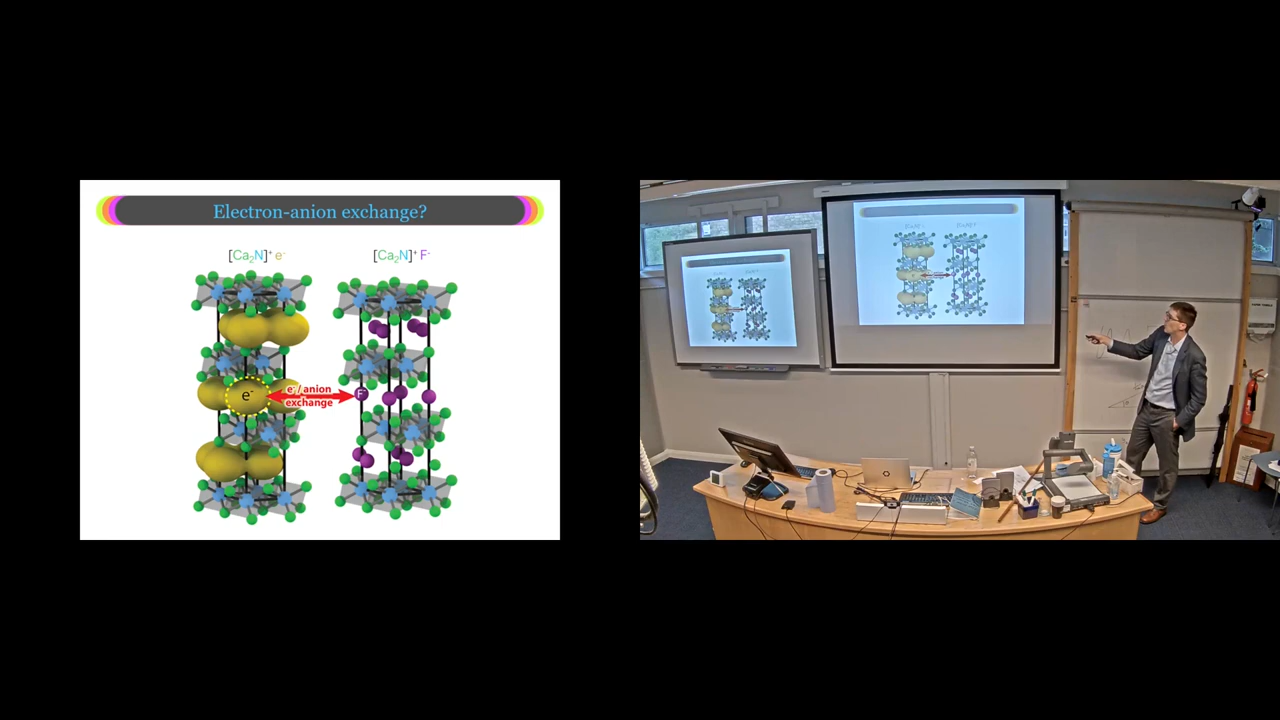 Electron-anion exchange?
[Ca₂N]⁺ e⁻
[Ca₂N]⁺ F⁻
e⁻
e⁻/ anion
exchange
F⁻